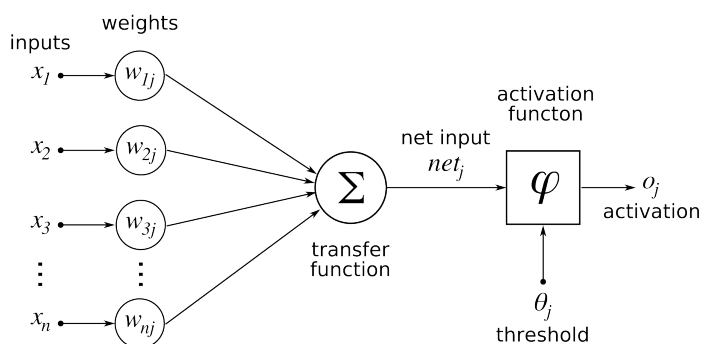 weights
inputs
x1
w1j
x2
w2j
x3
w3j
⋮ ⋮
xn
wnj
Σ
transfer
function
net input
netj
activation
functon
φ
oj
activation
θj
threshold